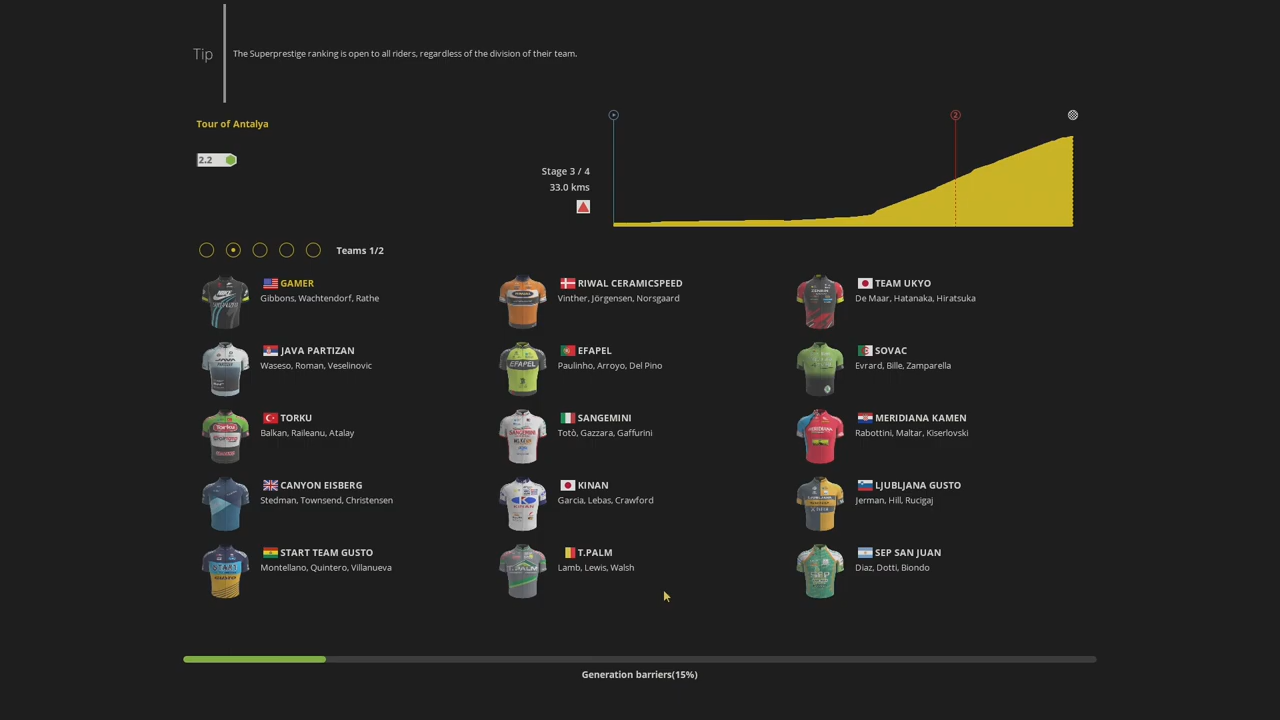 Tip
The Superprestige ranking is open to all riders, regardless of the division of their team.
Tour of Antalya
2.2
Stage 3 / 4
33.0 kms
2
Teams 1/2
GAMER
Gibbons, Wachtendorf, Rathe
RIWAL CERAMICSPEED
Vinther, Jörgensen, Norsgaard
TEAM UKYO
De Maar, Hatanaka, Hiratsuka
JAVA PARTIZAN
Waseso, Roman, Veselinovic
EFAPEL
Paulinho, Arroyo, Del Pino
SOVAC
Evrard, Bille, Zamparella
TORKU
Balkan, Raileanu, Atalay
SANGEMINI
Totò, Gazzara, Gaffurini
MERIDIANA KAMEN
Rabottini, Maltar, Kiserlovski
CANYON EISBERG
Stedman, Townsend, Christensen
KINAN
Garcia, Lebas, Crawford
LJUBLJANA GUSTO
Jerman, Hill, Rucigaj
START TEAM GUSTO
Montellano, Quintero, Villanueva
T.PALM
Lamb, Lewis, Walsh
SEP SAN JUAN
Diaz, Dotti, Biondo
Generation barriers(15%)